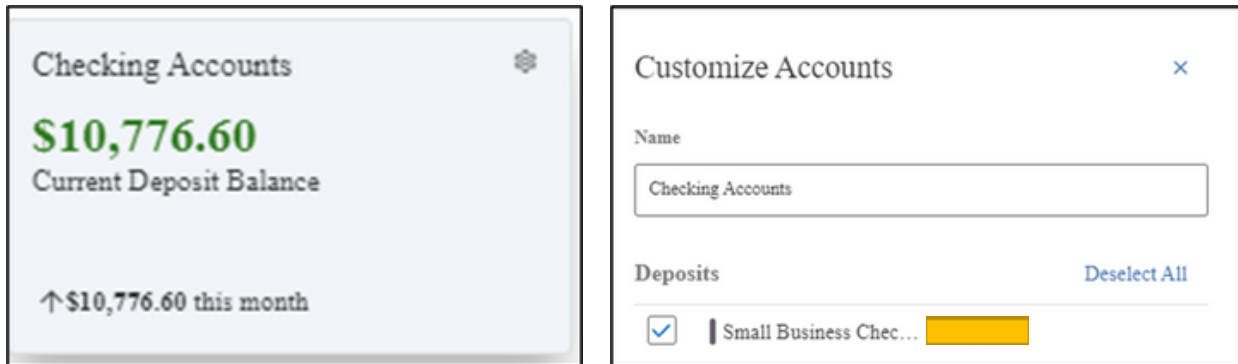 Checking Accounts
$10,776.60
Current Deposit Balance
↑$10,776.60 this month
Customize Accounts
Name
Checking Accounts
Deposits
Deselect All
Small Business Chec...